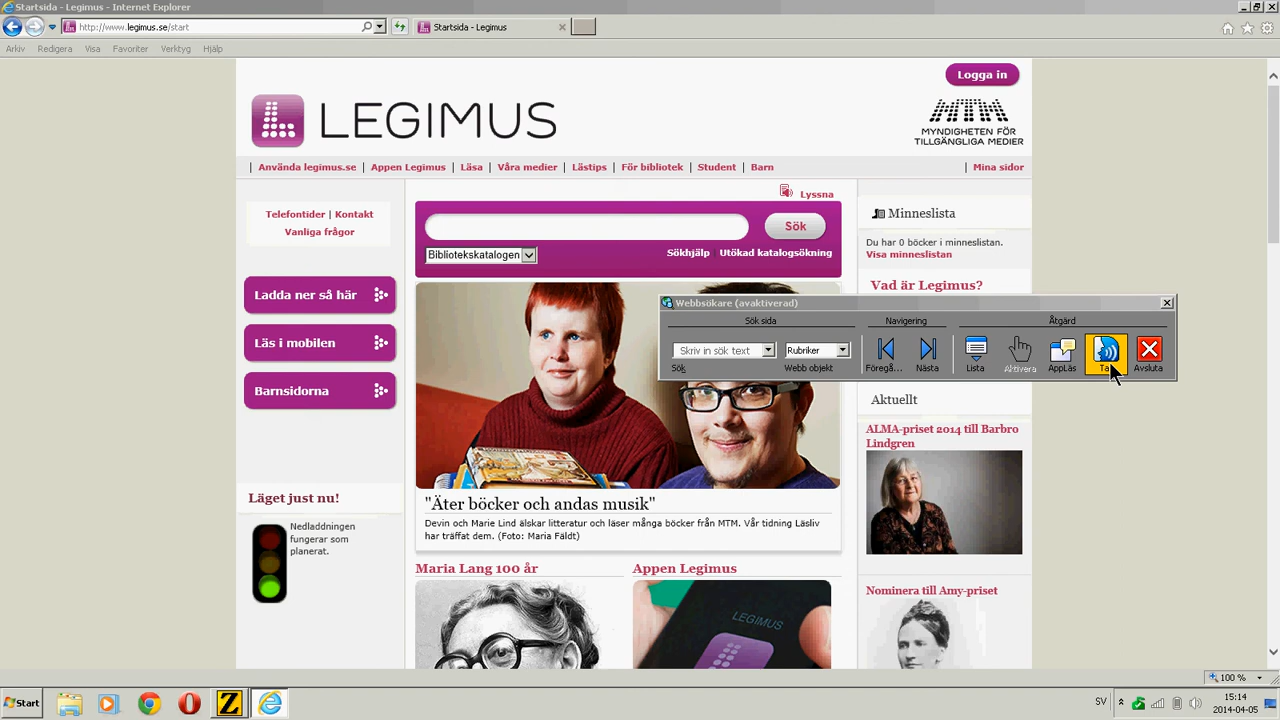 Startsida - Legimus - Internet Explorer
http://www.legimus.se/start
Startsida - Legimus
Arkiv Redigera Visa Favoriter Verktyg Hjälp
Logga in
LEGIMUS
MYNDIGHETEN FÖR
TILLGÄNGLIGA MEDIER
Använda legimus.se | Appen Legimus | Läsa | Våra medier | Lästips | För bibliotek | Student | Barn | Mina sidor
Telefontider | Kontakt
Vanliga frågor
Ladda ner så här
Läs i mobilen
Barnsidorna
Läget just nu!
Nedladdningen
fungerar som
planerat.
Lyssna
Sök
Bibliotekskatalogen
Sökhjälp Utökad katalogsökning
"Äter böcker och andas musik"
Devin och Marie Lind älskar litteratur och läser många böcker från MTM. Vår tidning Läsliv
har träffat dem. (Foto: Maria Fäldt)
Maria Lang 100 år
Appen Legimus
LEGIMUS
Minneslista
Du har 0 böcker i minneslistan.
Visa minneslistan
Vad är Legimus?
Webbsökare (avaktiverad)
Sök sida Navigering Åtgärd
Skriv in sök text Rubriker
Sök Webb objekt Föregå... Nästa Lista Aktivera AppLäs Avsluta
Aktuellt
ALMA-priset 2014 till Barbro
Lindgren
Nominera till Amy-priset
100 %
Start
Z
SV
15:14
2014-04-05